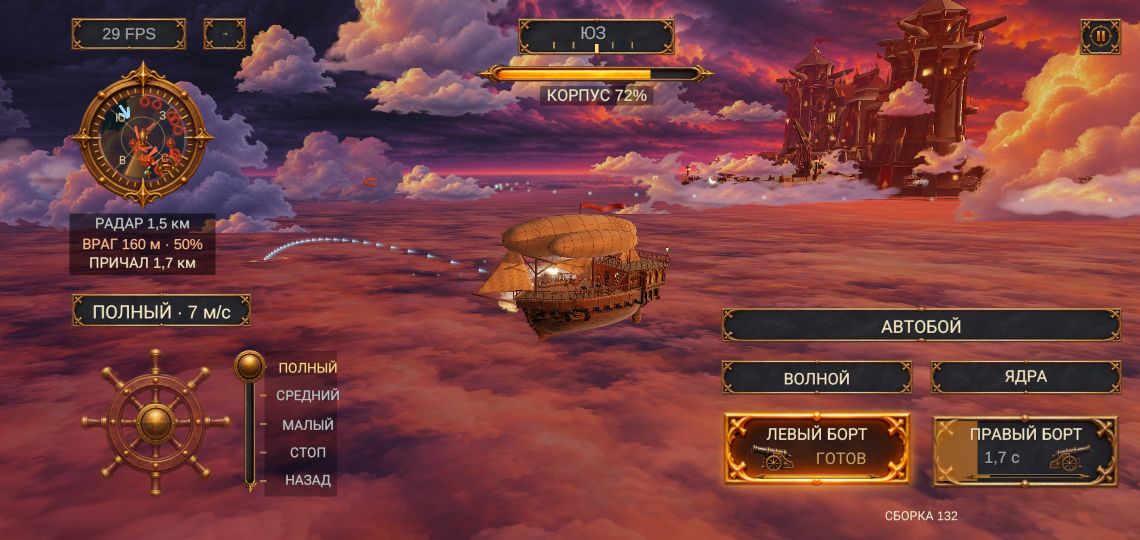 29 FPS
ЮЗ
КОРПУС 72%
Ю
З
В
С
РАДАР 1,5 км
ВРАГ 160 м · 50%
ПРИЧАЛ 1,7 км
ПОЛНЫЙ · 7 м/с
ПОЛНЫЙ
СРЕДНИЙ
МАЛЫЙ
СТОП
НАЗАД
АВТОБОЙ
ВОЛНОЙ
ЯДРА
ЛЕВЫЙ БОРТ
ГОТОВ
ПРАВЫЙ БОРТ
1,7 с
СБОРКА 132